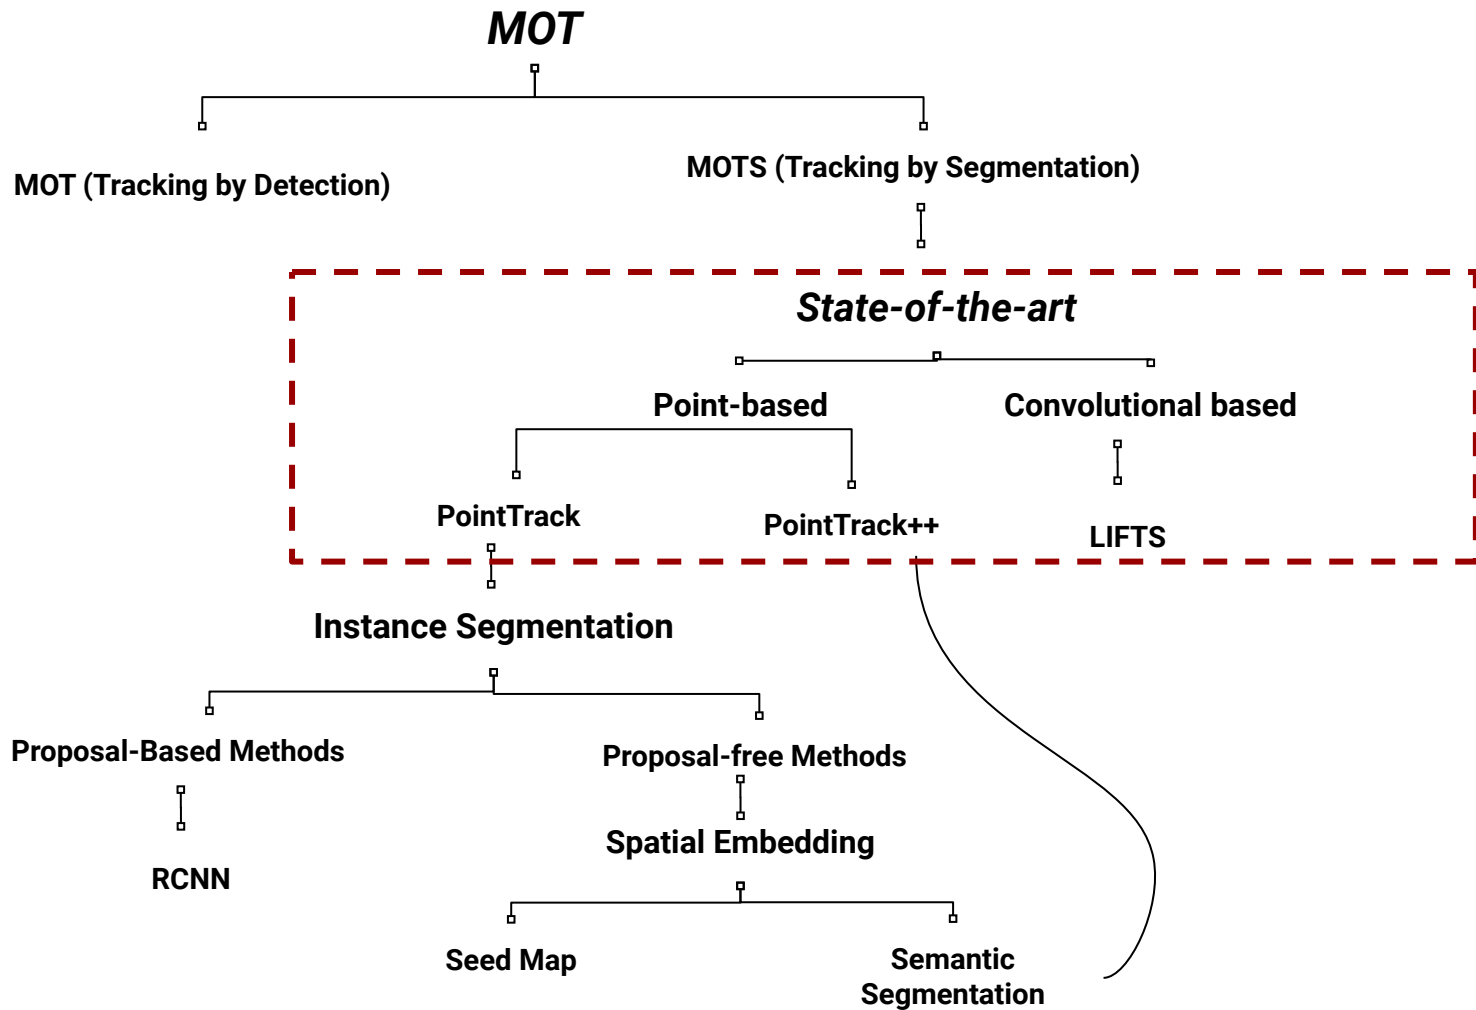 MOT
MOT (Tracking by Detection)
MOTS (Tracking by Segmentation)
State-of-the-art
Point-based
Convolutional based
PointTrack
PointTrack++
LIFTS
Instance Segmentation
Proposal-Based Methods
Proposal-free Methods
RCNN
Spatial Embedding
Seed Map
Semantic
Segmentation